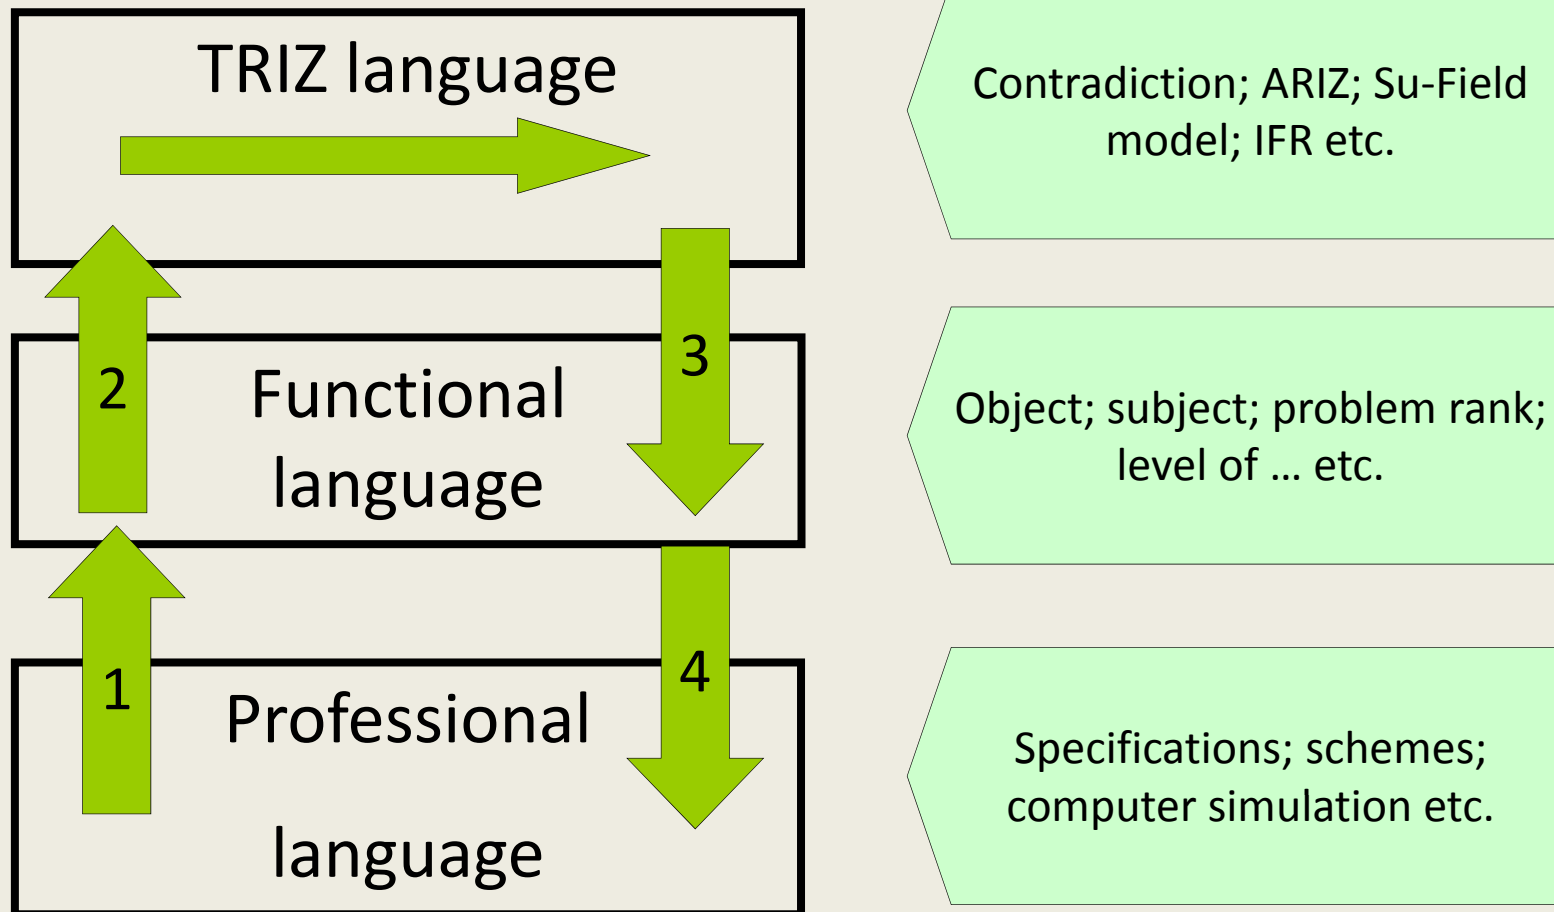 TRIZ language
Contradiction; ARIZ; Su-Field
model; IFR etc.
2
Functional
language
3
Object; subject; problem rank;
level of ... etc.
1
Professional
language
4
Specifications; schemes;
computer simulation etc.